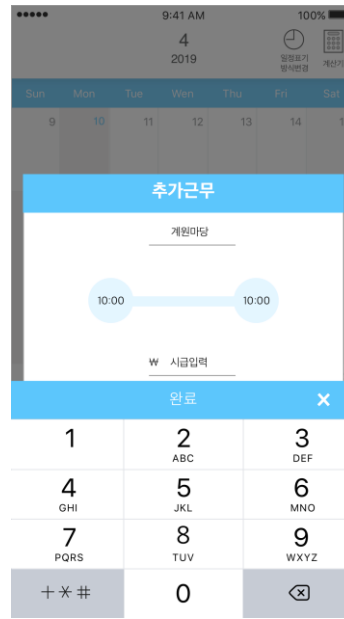 9:41 AM 100%
4
2019
일정표기
방식변경
계산기
Sun Mon Tue Wen Thu Fri Sat
9 10 11 12 13 14 1
추가근무
계원마당
10:00 10:00
₩ 시급입력
완료 ×
1 2 3
ABC DEF
4 5 6
GHI JKL MNO
7 8 9
PQRS TUV WXYZ
+*# 0